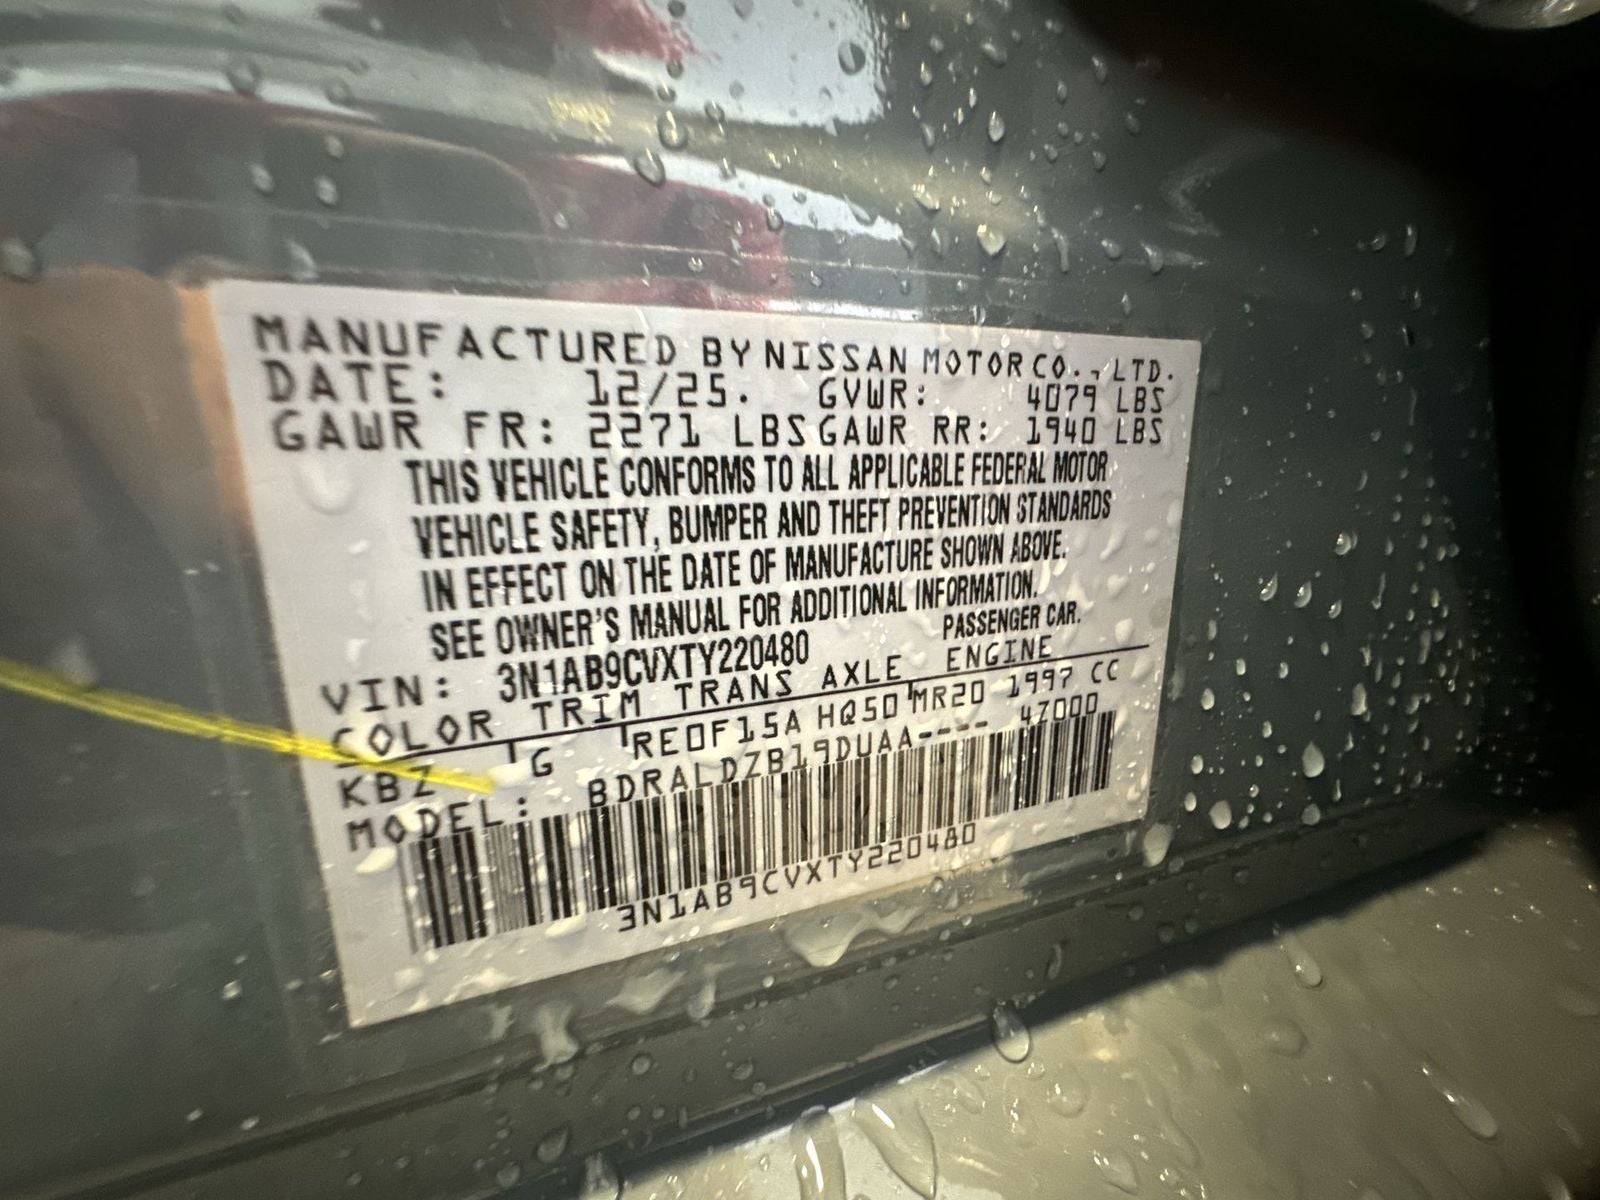 MANUFACTURED BY NISSAN MOTOR CO., LTD.
DATE: 12/25. GVWR: 4079 LBS
GAWR FR: 2271 LBS GAWR RR: 1940 LBS
THIS VEHICLE CONFORMS TO ALL APPLICABLE FEDERAL MOTOR
VEHICLE SAFETY, BUMPER AND THEFT PREVENTION STANDARDS
IN EFFECT ON THE DATE OF MANUFACTURE SHOWN ABOVE.
SEE OWNER'S MANUAL FOR ADDITIONAL INFORMATION.
VIN: 3N1AB9CVXTY220480 PASSENGER CAR.
COLOR TRIM TRANS AXLE ENGINE
KBZ G RE0F15A HQ50 MR20 1997 CC
MODEL: BDRALDZB19DUAA---- 47000
3N1AB9CVXTY220480